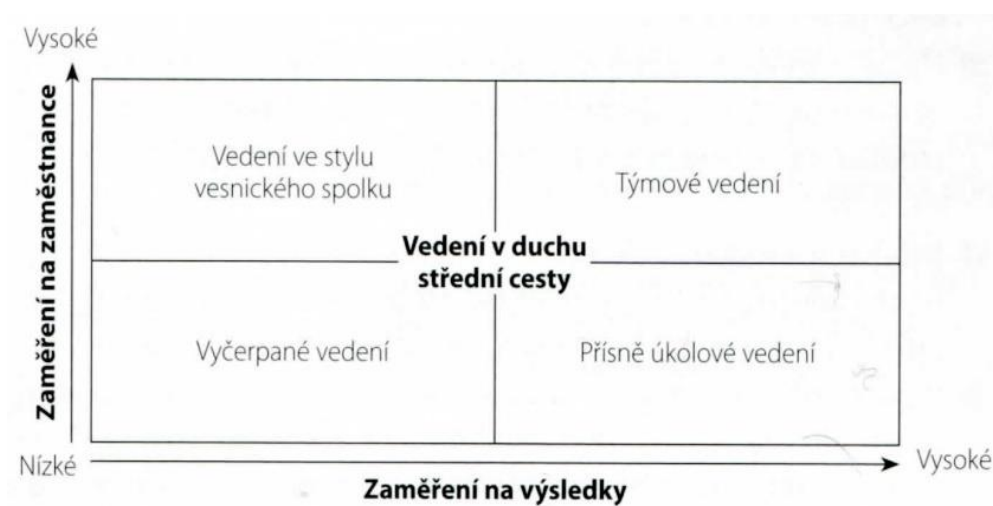 Vysoké
Zaměření na zaměstnance
Vedení ve stylu
vesnického spolku
Týmové vedení
Vedení v duchu
střední cesty
Vyčerpané vedení
Přísně úkolové vedení
Nízké
Vysoké
Zaměření na výsledky